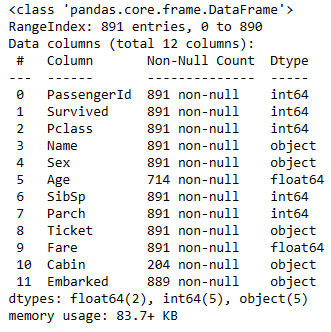 <class 'pandas.core.frame.DataFrame'>
RangeIndex: 891 entries, 0 to 890
Data columns (total 12 columns):
 #   Column       Non-Null Count  Dtype
---  ------       --------------  -----
 0   PassengerId  891 non-null    int64
 1   Survived     891 non-null    int64
 2   Pclass       891 non-null    int64
 3   Name         891 non-null    object
 4   Sex          891 non-null    object
 5   Age          714 non-null    float64
 6   SibSp        891 non-null    int64
 7   Parch        891 non-null    int64
 8   Ticket       891 non-null    object
 9   Fare         891 non-null    float64
 10  Cabin        204 non-null    object
 11  Embarked     889 non-null    object
dtypes: float64(2), int64(5), object(5)
memory usage: 83.7+ KB